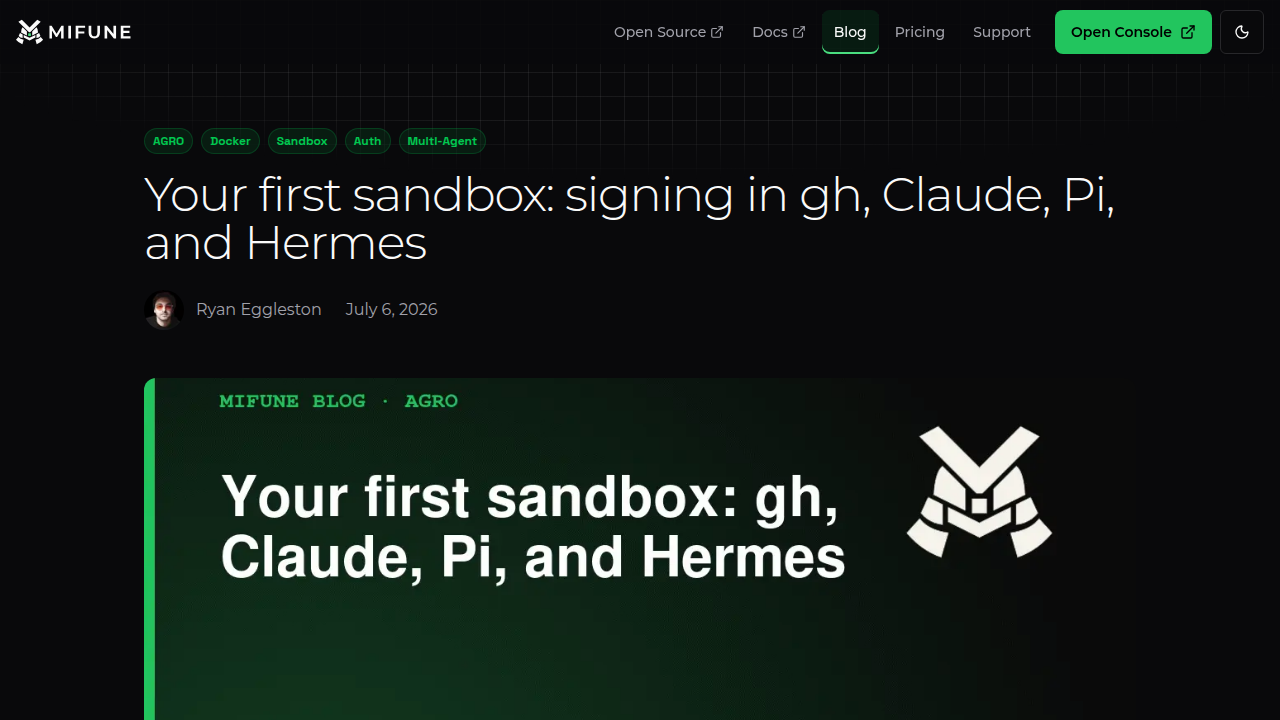 MIFUNE
Open Source
Docs
Blog
Pricing
Support
Open Console
AGRO
Docker
Sandbox
Auth
Multi-Agent
Your first sandbox: signing in gh, Claude, Pi,
and Hermes
Ryan Eggleston
July 6, 2026
MIFUNE BLOG · AGRO
Your first sandbox: gh,
Claude, Pi, and Hermes